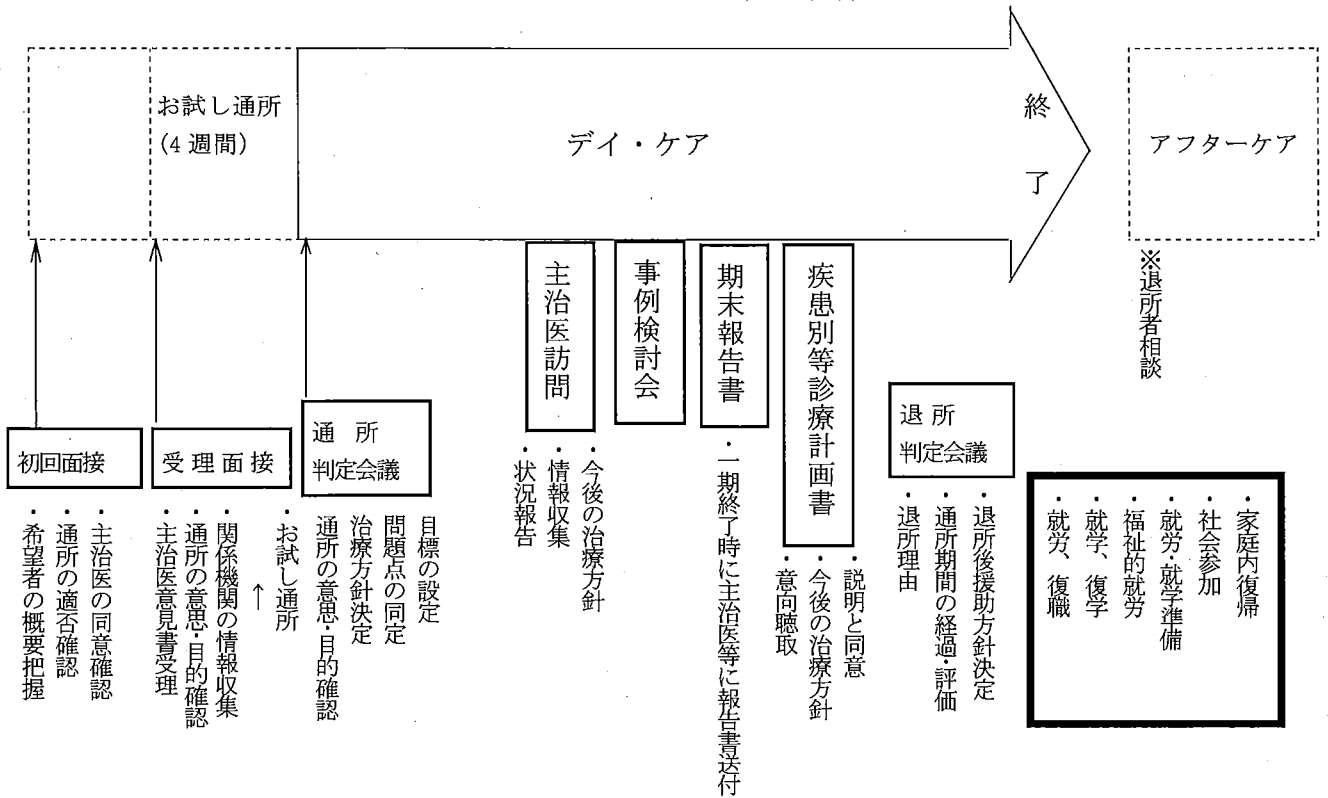 お試し通所
(4週間)
デイ・ケア
終
了
アフターケア
※退所者相談
主治医訪問
・今後の治療方針
・情報収集
・状況報告
事例検討会
期末報告書
・一期終了時に主治医等に報告書送付
疾患別等診療計画書
・説明と同意
・今後の治療方針
・意向聴取
初回面接
・主治医の同意確認
・通所の適否確認
・希望者の概要把握
受理面接
・お試し通所
↑
・関係機関の情報収集
・通所の意思・目的確認
・主治医意見書受理
通所
判定会議
目標の設定
問題点の同定
治療方針決定
通所の意思・目的確認
退所
判定会議
・退所後援助方針決定
・通所期間の経過・評価
・退所理由
・家庭内復帰
・社会参加
・就労・就学準備
・福祉的就労
・就学、復学
・就労、復職